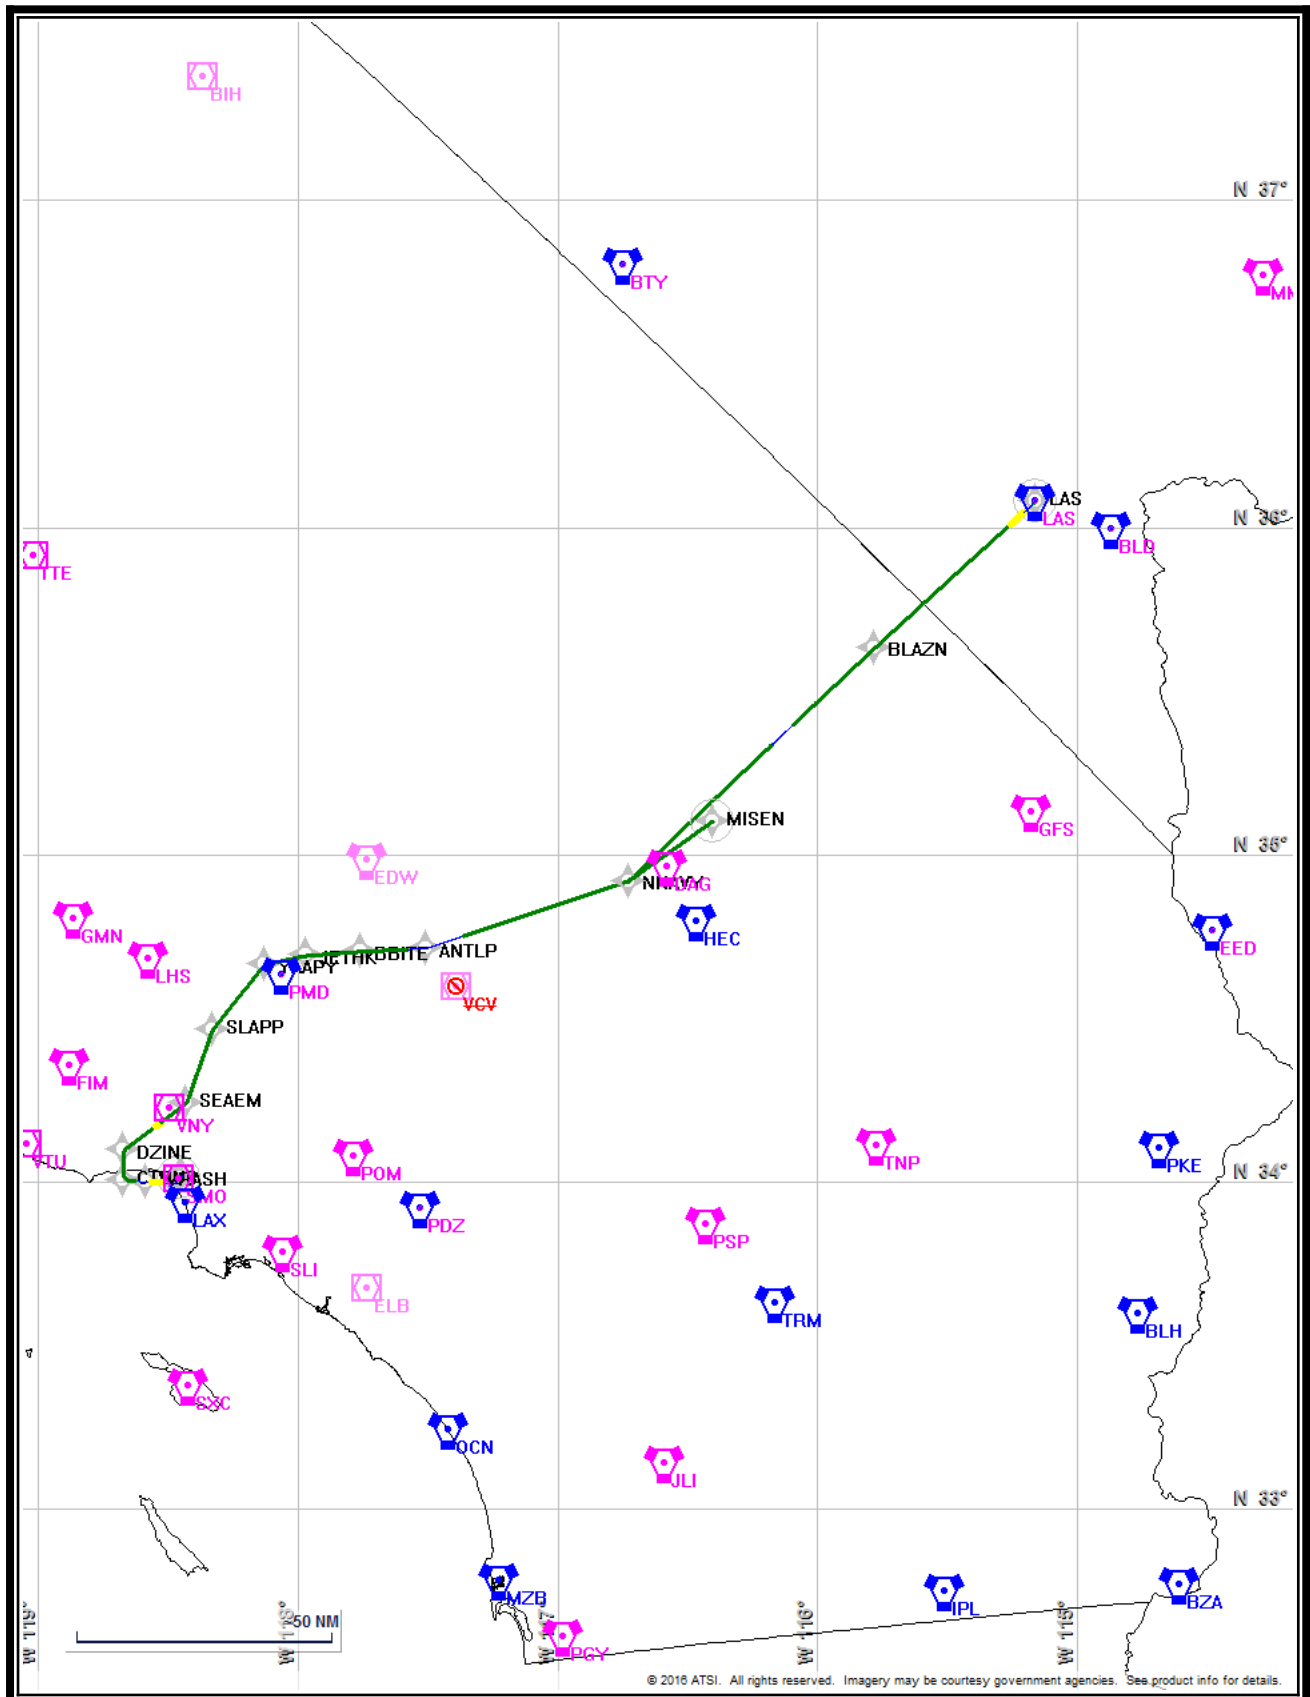 BIH
N 37°
BTY
LAS
LAS
N 36°
BLD
TTE
BLAZN
MISEN
GFS
N 35°
EDW
DAG
GMN
HEC
EED
ANTLP
LHS
PMD
VCV
SLAPP
FIM
SEAEM
VNY
DZINE
VTU
POM
TNP
PKE
N 34°
SMO
LAX
PDZ
PSP
SLI
ELB
TRM
BLH
SXC
OCN
JLI
N 33°
MZB
IPL
BZA
W 119°
W 118°
50 NM
W 117°
PGY
W 116°
W 115°
© 2016 ATSI. All rights reserved. Imagery may be courtesy government agencies. See product info for details.